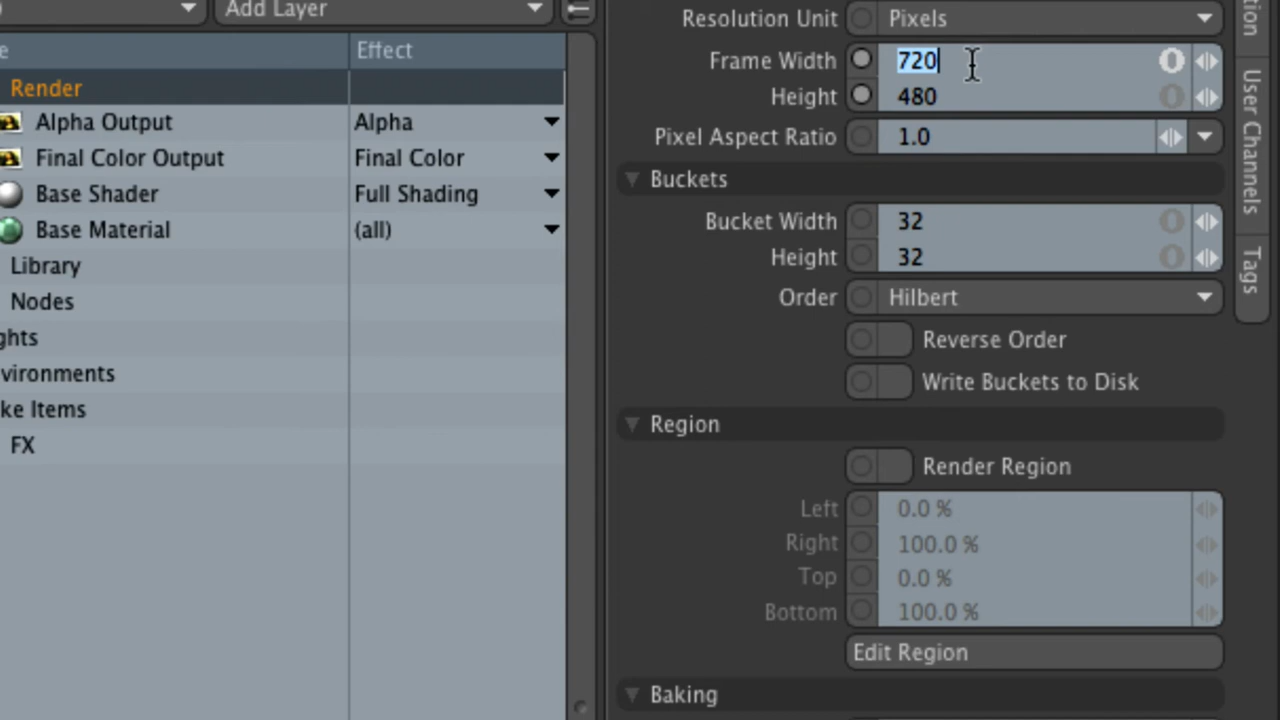 Add Layer
Effect
Render
Alpha Output Alpha
Final Color Output Final Color
Base Shader Full Shading
Base Material (all)
Library
Nodes
ghts
vironments
ke Items
FX
Resolution Unit Pixels
Frame Width 720
Height 480
Pixel Aspect Ratio 1.0
Buckets
Bucket Width 32
Height 32
Order Hilbert
Reverse Order
Write Buckets to Disk
Region
Render Region
Left 0.0 %
Right 100.0 %
Top 0.0 %
Bottom 100.0 %
Edit Region
Baking
tion
User Channels
Tags